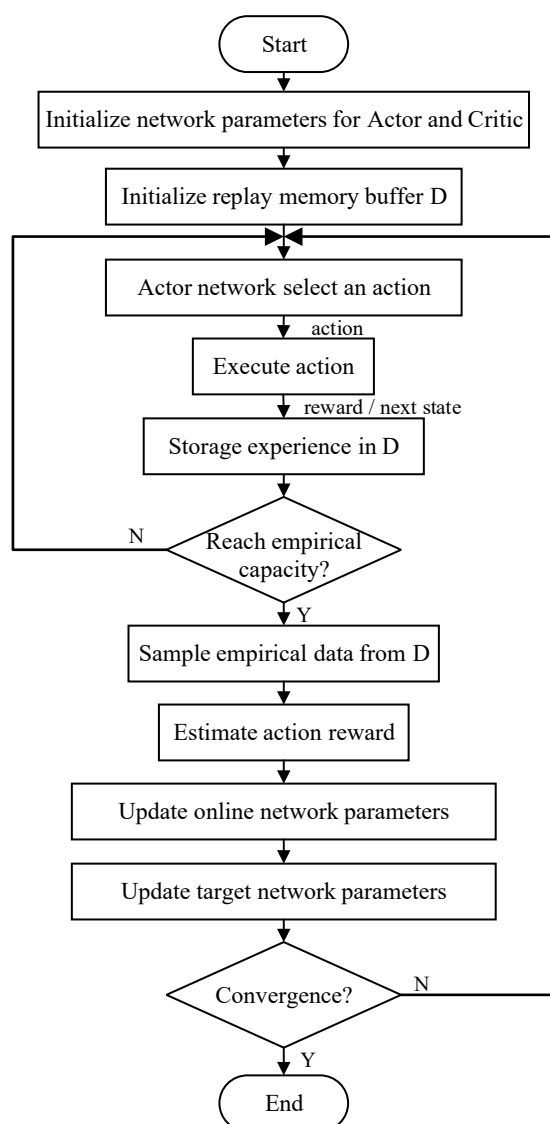 Start
Initialize network parameters for Actor and Critic
Initialize replay memory buffer D
Actor network select an action
action
Execute action
reward / next state
Storage experience in D
N
Reach empirical
capacity?
Y
Sample empirical data from D
Estimate action reward
Update online network parameters
Update target network parameters
Convergence?
N
Y
End